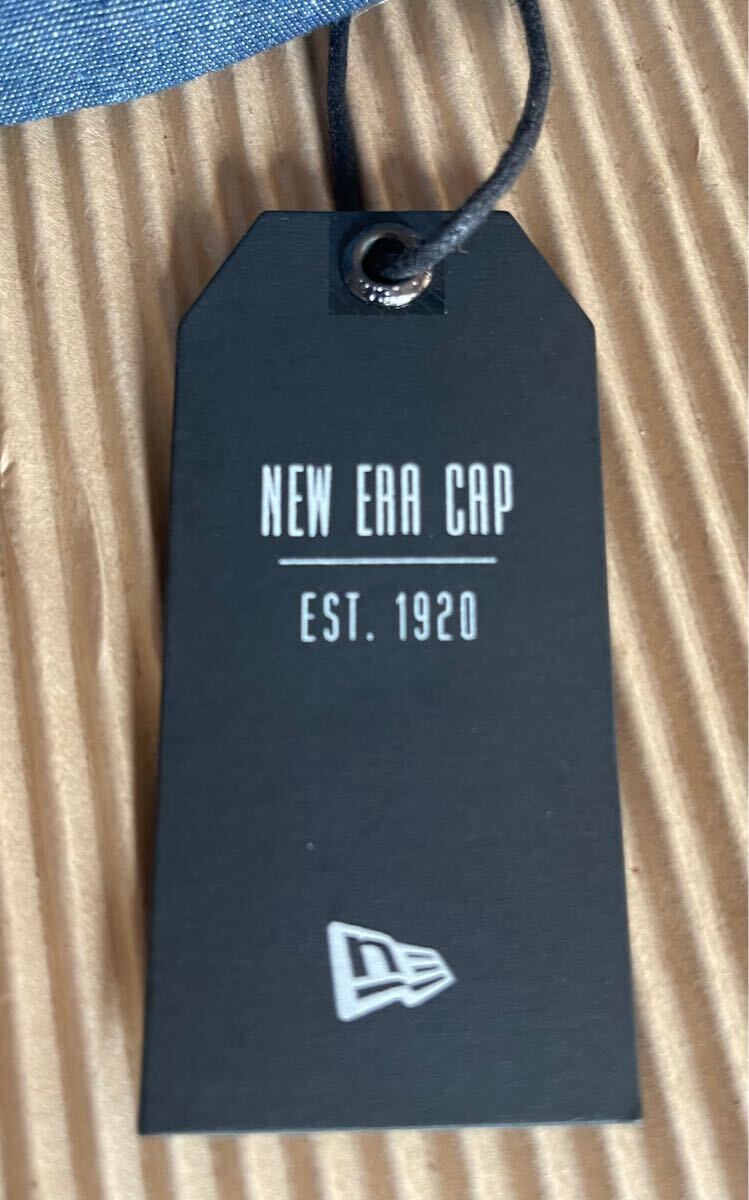 NEW ERA CAP
EST. 1920